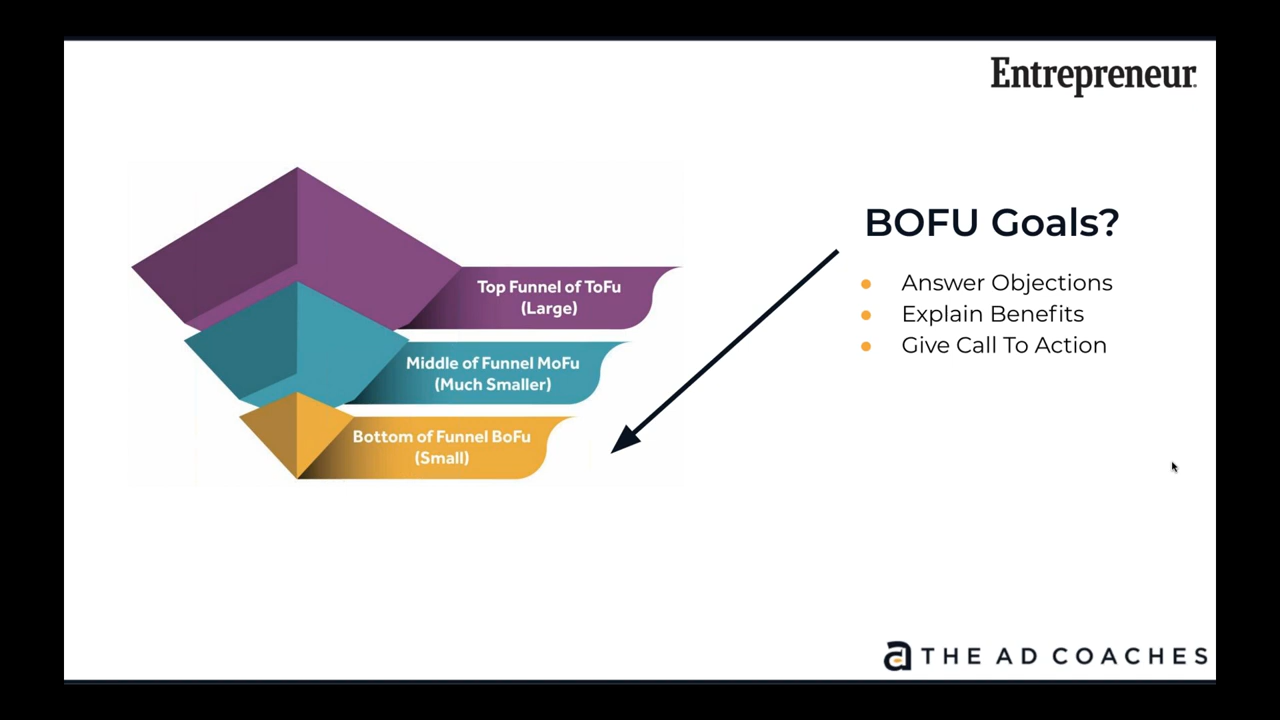 Entrepreneur
BOFU Goals?
● Answer Objections
● Explain Benefits
● Give Call To Action
Top Funnel of ToFu
(Large)
Middle of Funnel MoFu
(Much Smaller)
Bottom of Funnel BoFu
(Small)
a THE AD COACHES